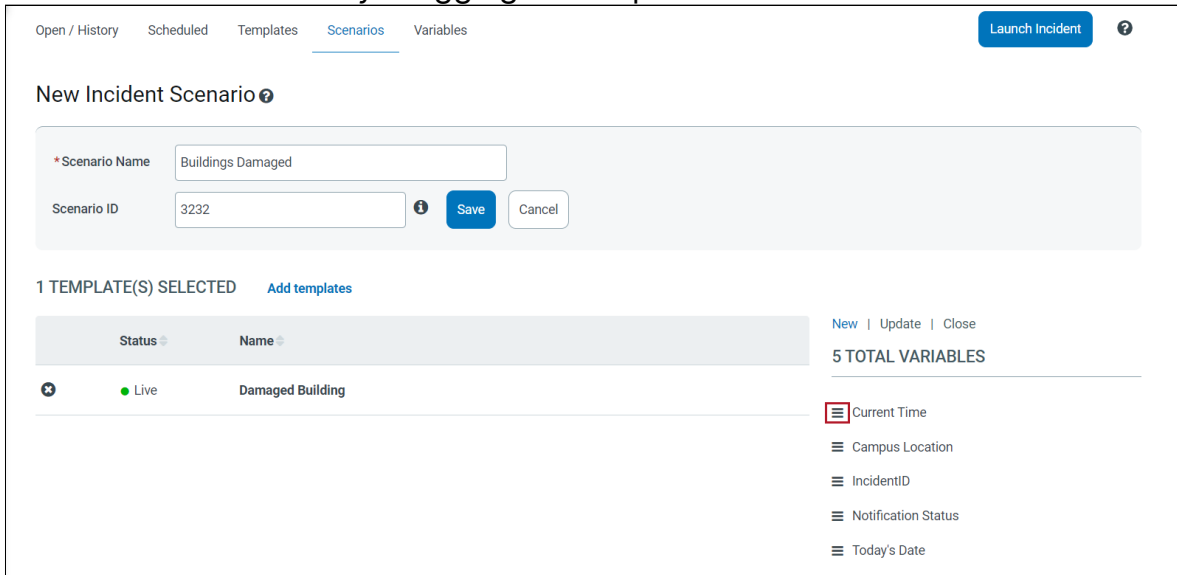 Open / History Scheduled Templates Scenarios Variables Launch Incident
New Incident Scenario
*Scenario Name Buildings Damaged
Scenario ID 3232 Save Cancel
1 TEMPLATE(S) SELECTED Add templates
New | Update | Close
Status Name
5 TOTAL VARIABLES
Live Damaged Building
Current Time
Campus Location
IncidentID
Notification Status
Today's Date